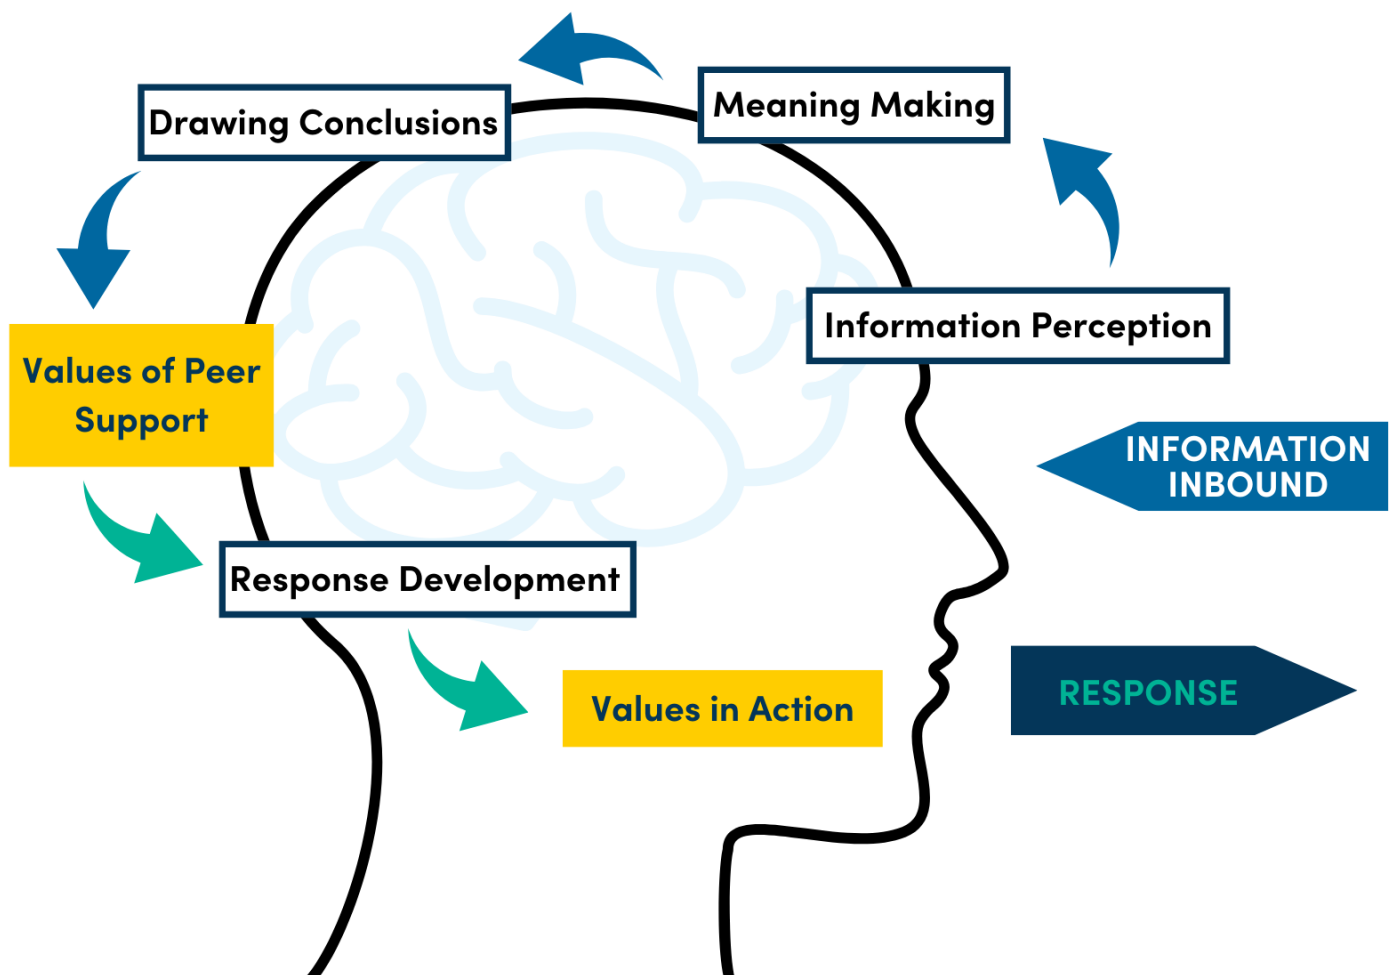 Meaning Making
Drawing Conclusions
Information Perception
Values of Peer
Support
INFORMATION
INBOUND
Response Development
RESPONSE
Values in Action